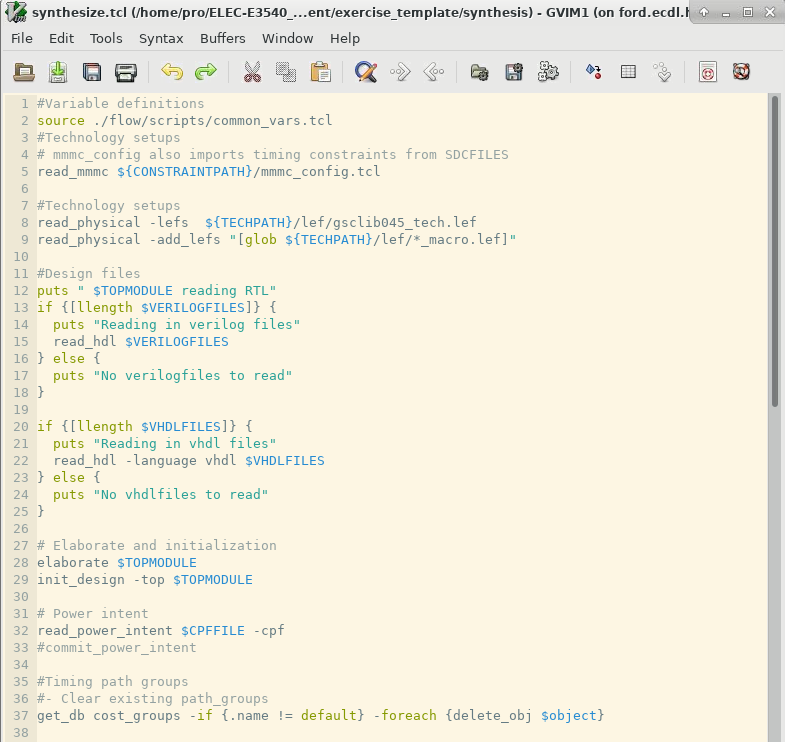 synthesize.tcl (/home/pro/ELEC-E3540_...ent/exercise_template/synthesis) - GVIM1 (on ford.ecdl.h
File Edit Tools Syntax Buffers Window Help
1 #Variable definitions
2 source ./flow/scripts/common_vars.tcl
3 #Technology setups
4 # mmmc_config also imports timing constraints from SDCFILES
5 read_mmmc ${CONSTRAINTPATH}/mmmc_config.tcl
6
7 #Technology setups
8 read_physical -lefs  ${TECHPATH}/lef/gsclib045_tech.lef
9 read_physical -add_lefs "[glob ${TECHPATH}/lef/*_macro.lef]"
10
11 #Design files
12 puts " $TOPMODULE reading RTL"
13 if {[llength $VERILOGFILES]} {
14   puts "Reading in verilog files"
15   read_hdl $VERILOGFILES
16 } else {
17   puts "No verilogfiles to read"
18 }
19
20 if {[llength $VHDLFILES]} {
21   puts "Reading in vhdl files"
22   read_hdl -language vhdl $VHDLFILES
23 } else {
24   puts "No vhdlfiles to read"
25 }
26
27 # Elaborate and initialization
28 elaborate $TOPMODULE
29 init_design -top $TOPMODULE
30
31 # Power intent
32 read_power_intent $CPFFILE -cpf
33 #commit_power_intent
34
35 #Timing path groups
36 #- Clear existing path_groups
37 get_db cost_groups -if {.name != default} -foreach {delete_obj $object}
38